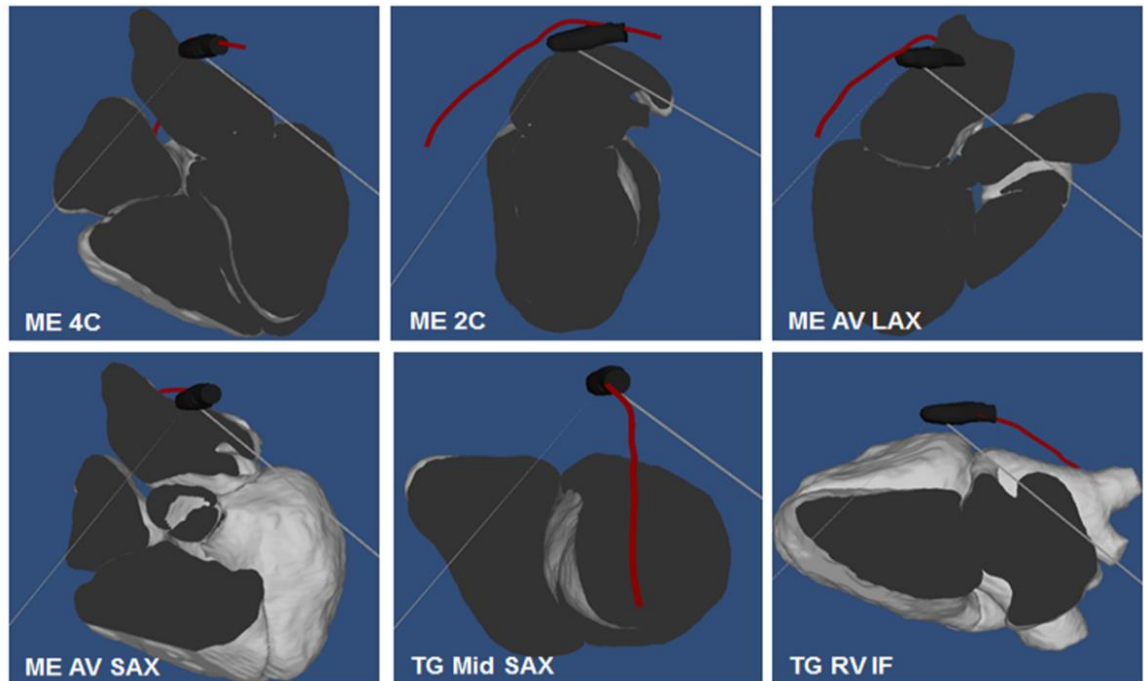 ME 4C
ME 2C
ME AV LAX
ME AV SAX
TG Mid SAX
TG RV IF